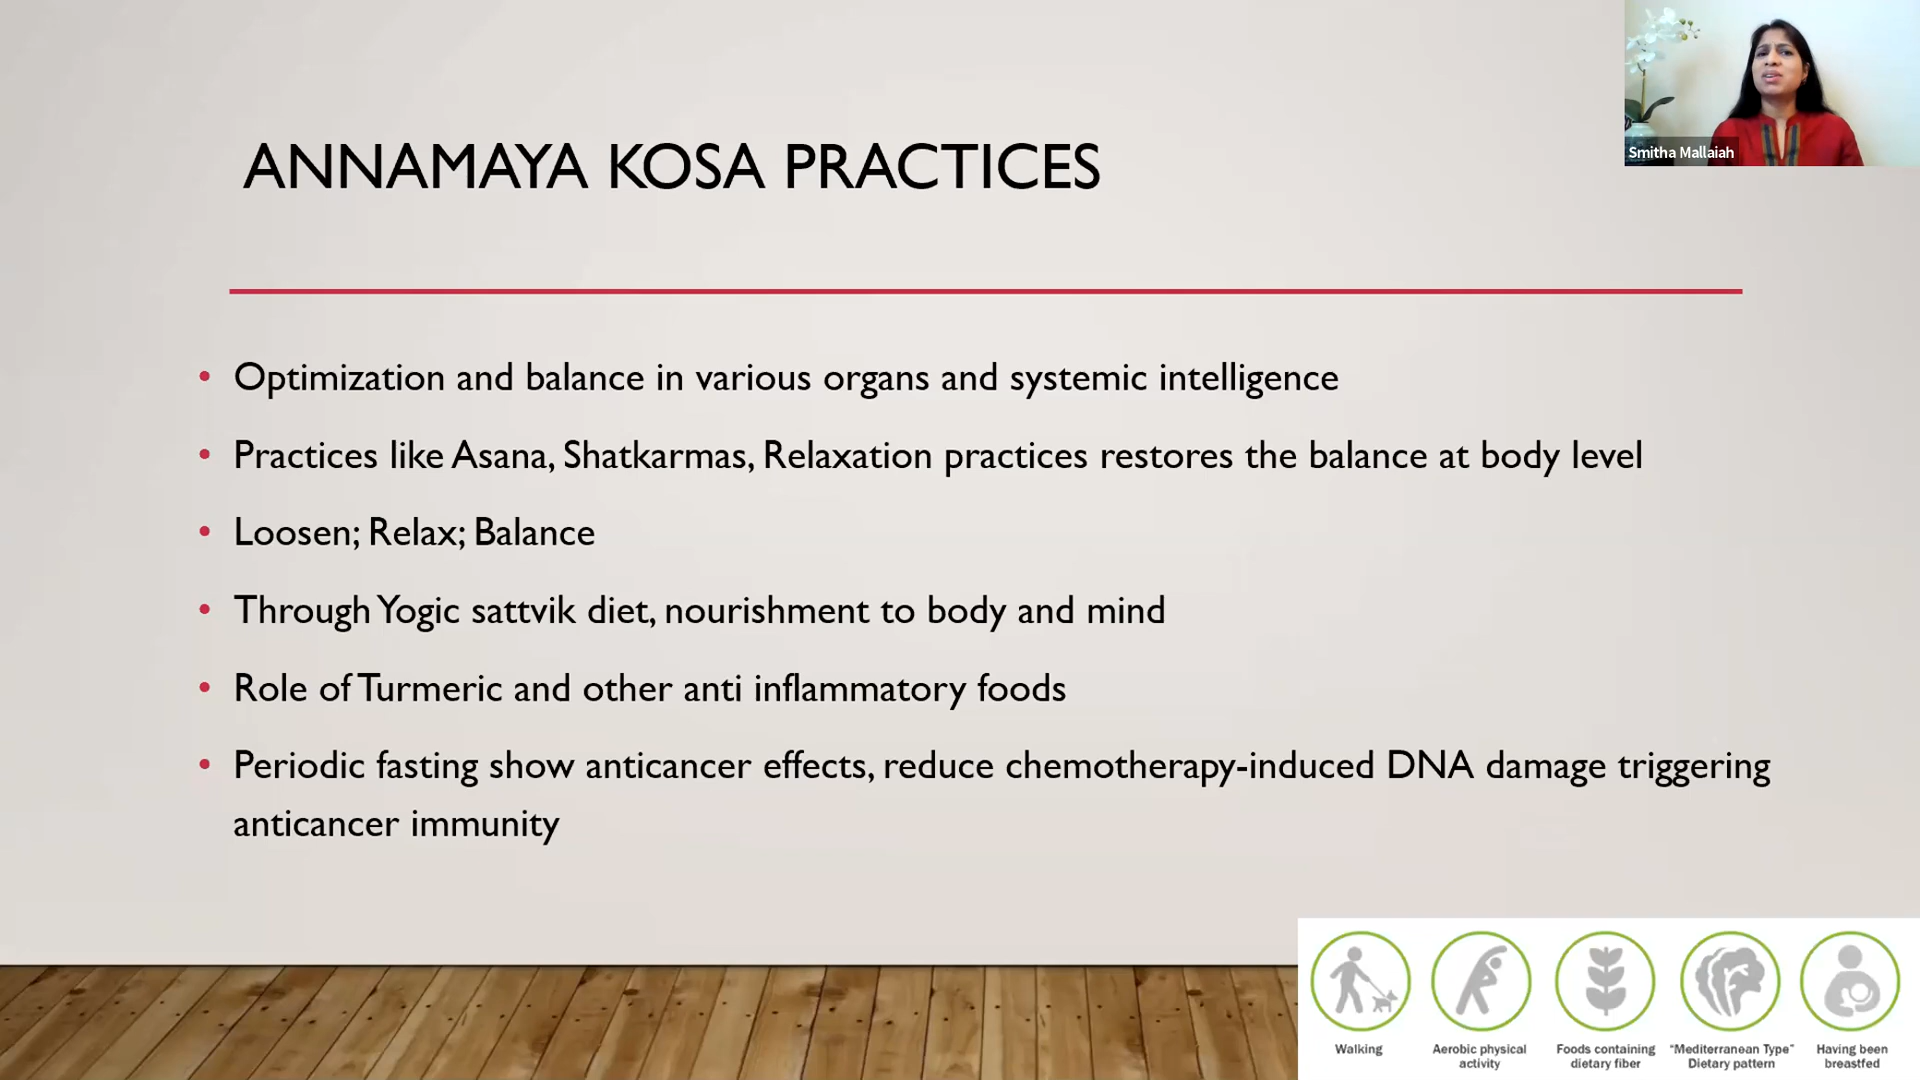 Smitha Mallaiah
ANNAMAYA KOSA PRACTICES
• Optimization and balance in various organs and systemic intelligence
• Practices like Asana, Shatkarmas, Relaxation practices restores the balance at body level
• Loosen; Relax; Balance
• Through Yogic sattvik diet, nourishment to body and mind
• Role of Turmeric and other anti inflammatory foods
• Periodic fasting show anticancer effects, reduce chemotherapy-induced DNA damage triggering
anticancer immunity
Walking
Aerobic physical
activity
Foods containing
dietary fiber
“Mediterranean Type”
Dietary pattern
Having been
breastfed